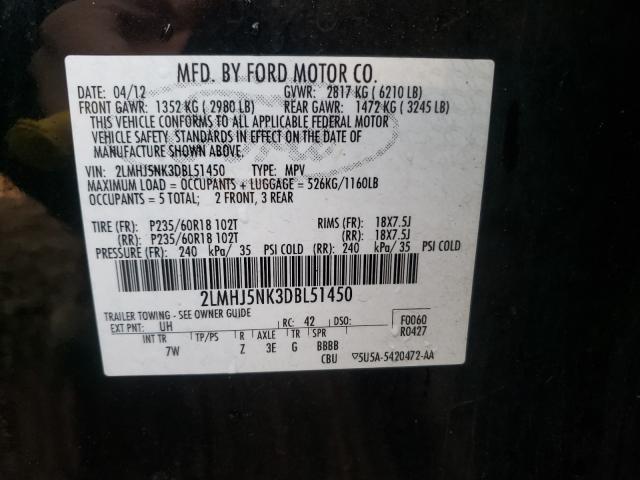 MFD. BY FORD MOTOR CO.
DATE: 04/12 GVWR: 2817 KG ( 6210 LB)
FRONT GAWR: 1352 KG ( 2980 LB) REAR GAWR: 1472 KG ( 3245 LB)
THIS VEHICLE CONFORMS TO ALL APPLICABLE FEDERAL MOTOR
VEHICLE SAFETY STANDARDS IN EFFECT ON THE DATE OF
MANUFACTURE SHOWN ABOVE.
VIN: 2LMHJ5NK3DBL51450 TYPE: MPV
MAXIMUM LOAD = OCCUPANTS + LUGGAGE = 526KG/1160LB
OCCUPANTS = 5 TOTAL; 2 FRONT, 3 REAR
TIRE (FR): P235/60R18 102T RIMS (FR): 18X7.5J
(RR): P235/60R18 102T (RR): 18X7.5J
PRESSURE (FR): 240 kPa/ 35 PSI COLD (RR): 240 kPa/ 35 PSI COLD
2LMHJ5NK3DBL51450
TRAILER TOWING - SEE OWNER GUIDE
EXT PNT: UH RC: 42 DSO: F0060
R0427
INT TR TP/PS R AXLE TR SPR
7W Z 3E G BBBB
CBU 5U5A-5420472-AA